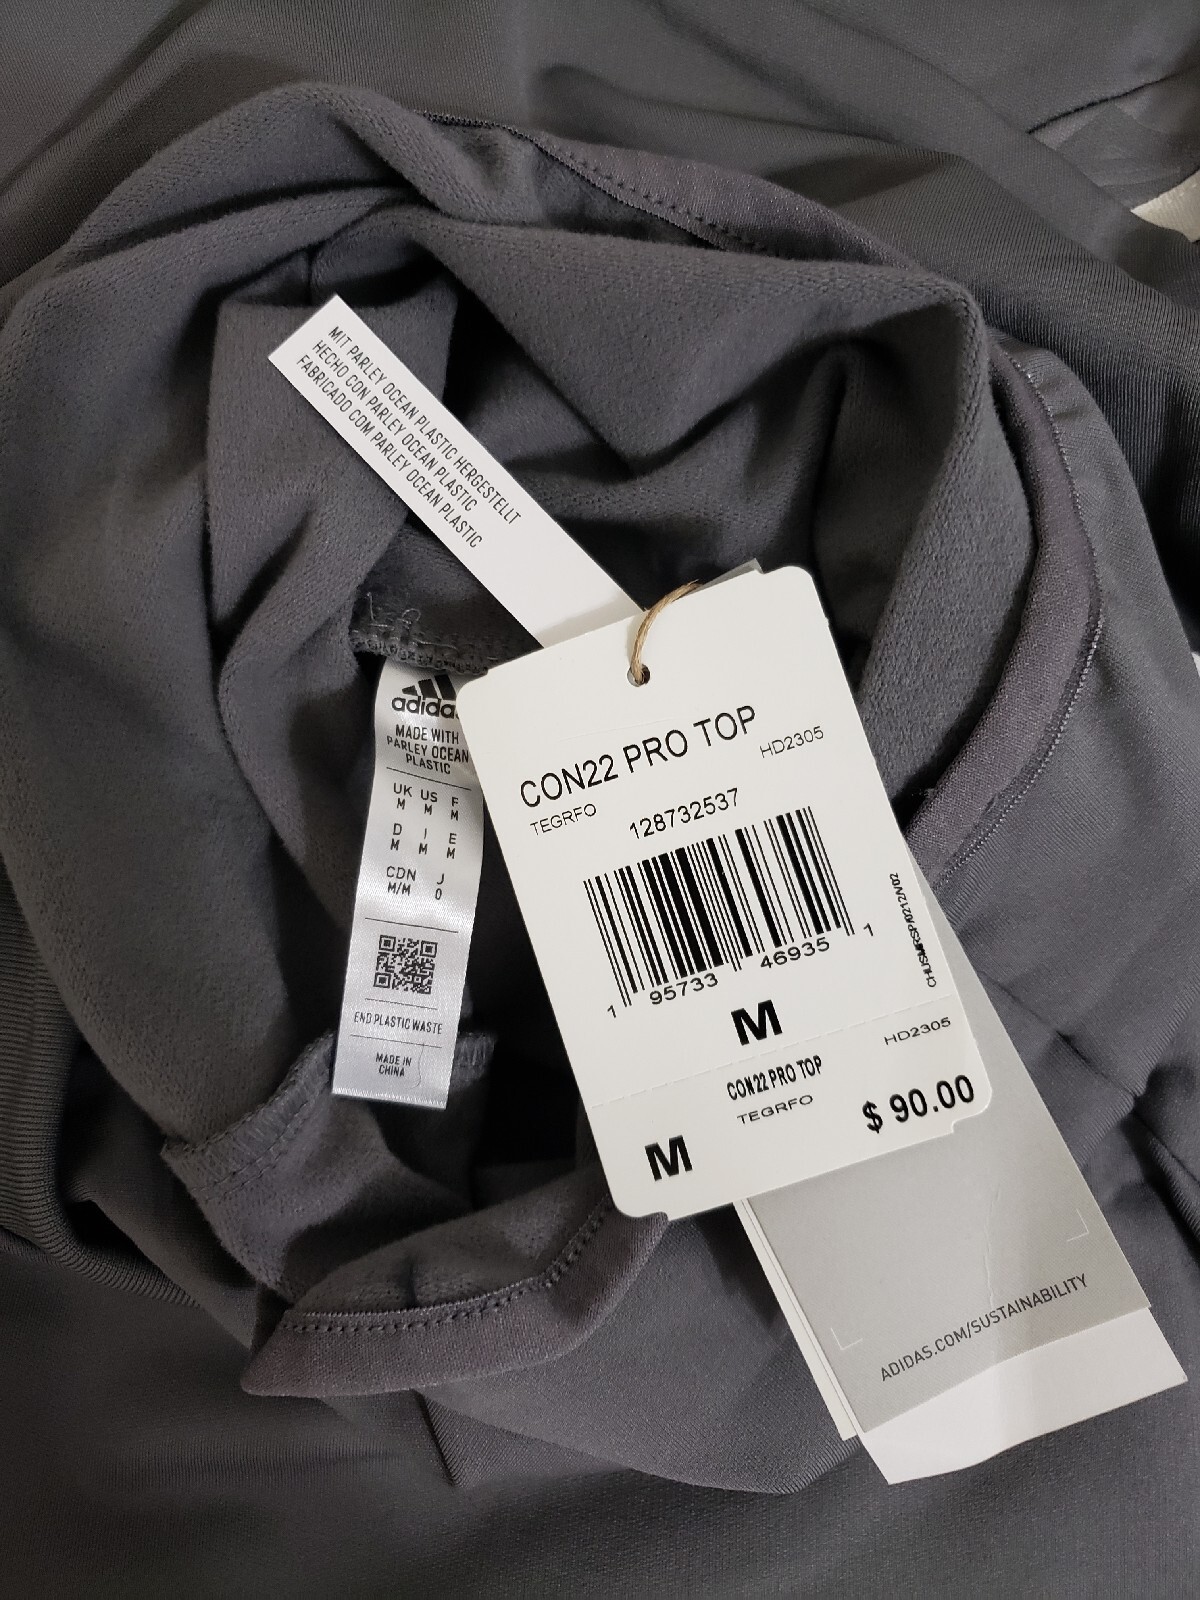 MIT PARLEY OCEAN PLASTIC HERGESTELLT
HECHO CON PARLEY OCEAN PLASTIC
FABRICADO COM PARLEY OCEAN PLASTIC
adidas
MADE WITH
PARLEY OCEAN
PLASTIC
UK US F
M M M
D I E
M M M
CDN J
M/M O
END PLASTIC WASTE
MADE IN
CHINA
CON22 PRO TOP
HD2305
TEGRFO
128732537
1 95733 46935 1
M
HD2305
CON22 PRO TOP
TEGRFO
M
$ 90.00
ADIDAS.COM/SUSTAINABILITY